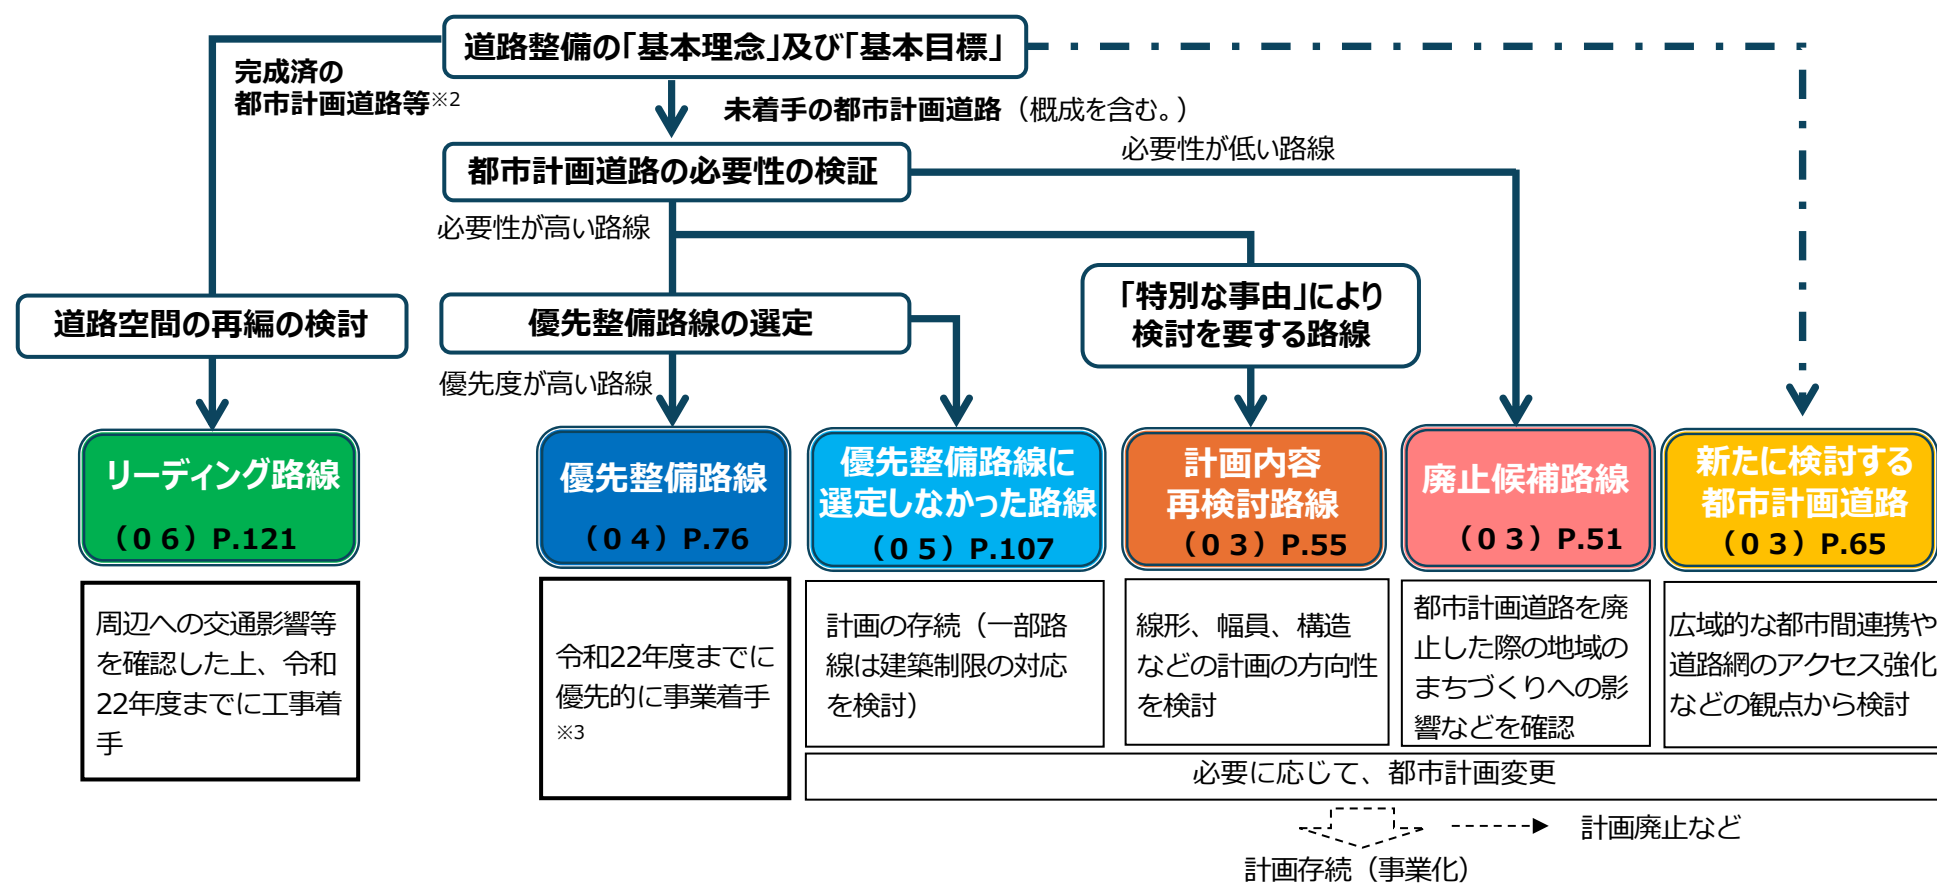 道路整備の「基本理念」及び「基本目標」
完成済の
都市計画道路等※2
未着手の都市計画道路（概成を含む。）
都市計画道路の必要性の検証
必要性が低い路線
必要性が高い路線
道路空間の再編の検討
優先整備路線の選定
「特別な事由」により
検討を要する路線
優先度が高い路線
リーディング路線
（０６）P.121
優先整備路線
（０４）P.76
優先整備路線に
選定しなかった路線
（０５）P.107
計画内容
再検討路線
（０３）P.55
廃止候補路線
（０３）P.51
新たに検討する
都市計画道路
（０３）P.65
周辺への交通影響等
を確認した上、令和
22年度までに工事着
手
令和22年度までに
優先的に事業着手
※3
計画の存続（一部路
線は建築制限の対応
を検討）
線形、幅員、構造
などの計画の方向性
を検討
都市計画道路を廃
止した際の地域の
まちづくりへの影
響などを確認
広域的な都市間連携や
道路網のアクセス強化
などの観点から検討
必要に応じて、都市計画変更
計画廃止など
計画存続（事業化）